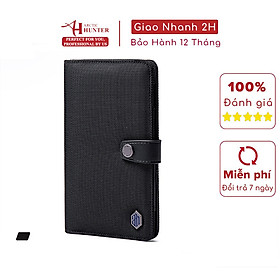 ARCTIC
HUNTER
PERFECT FOR YOU,
PROFESSIONAL BY US
Giao Nhanh 2H
Bảo Hành 12 Tháng
100%
Đánh giá
Miễn phí
Đổi trả 7 ngày